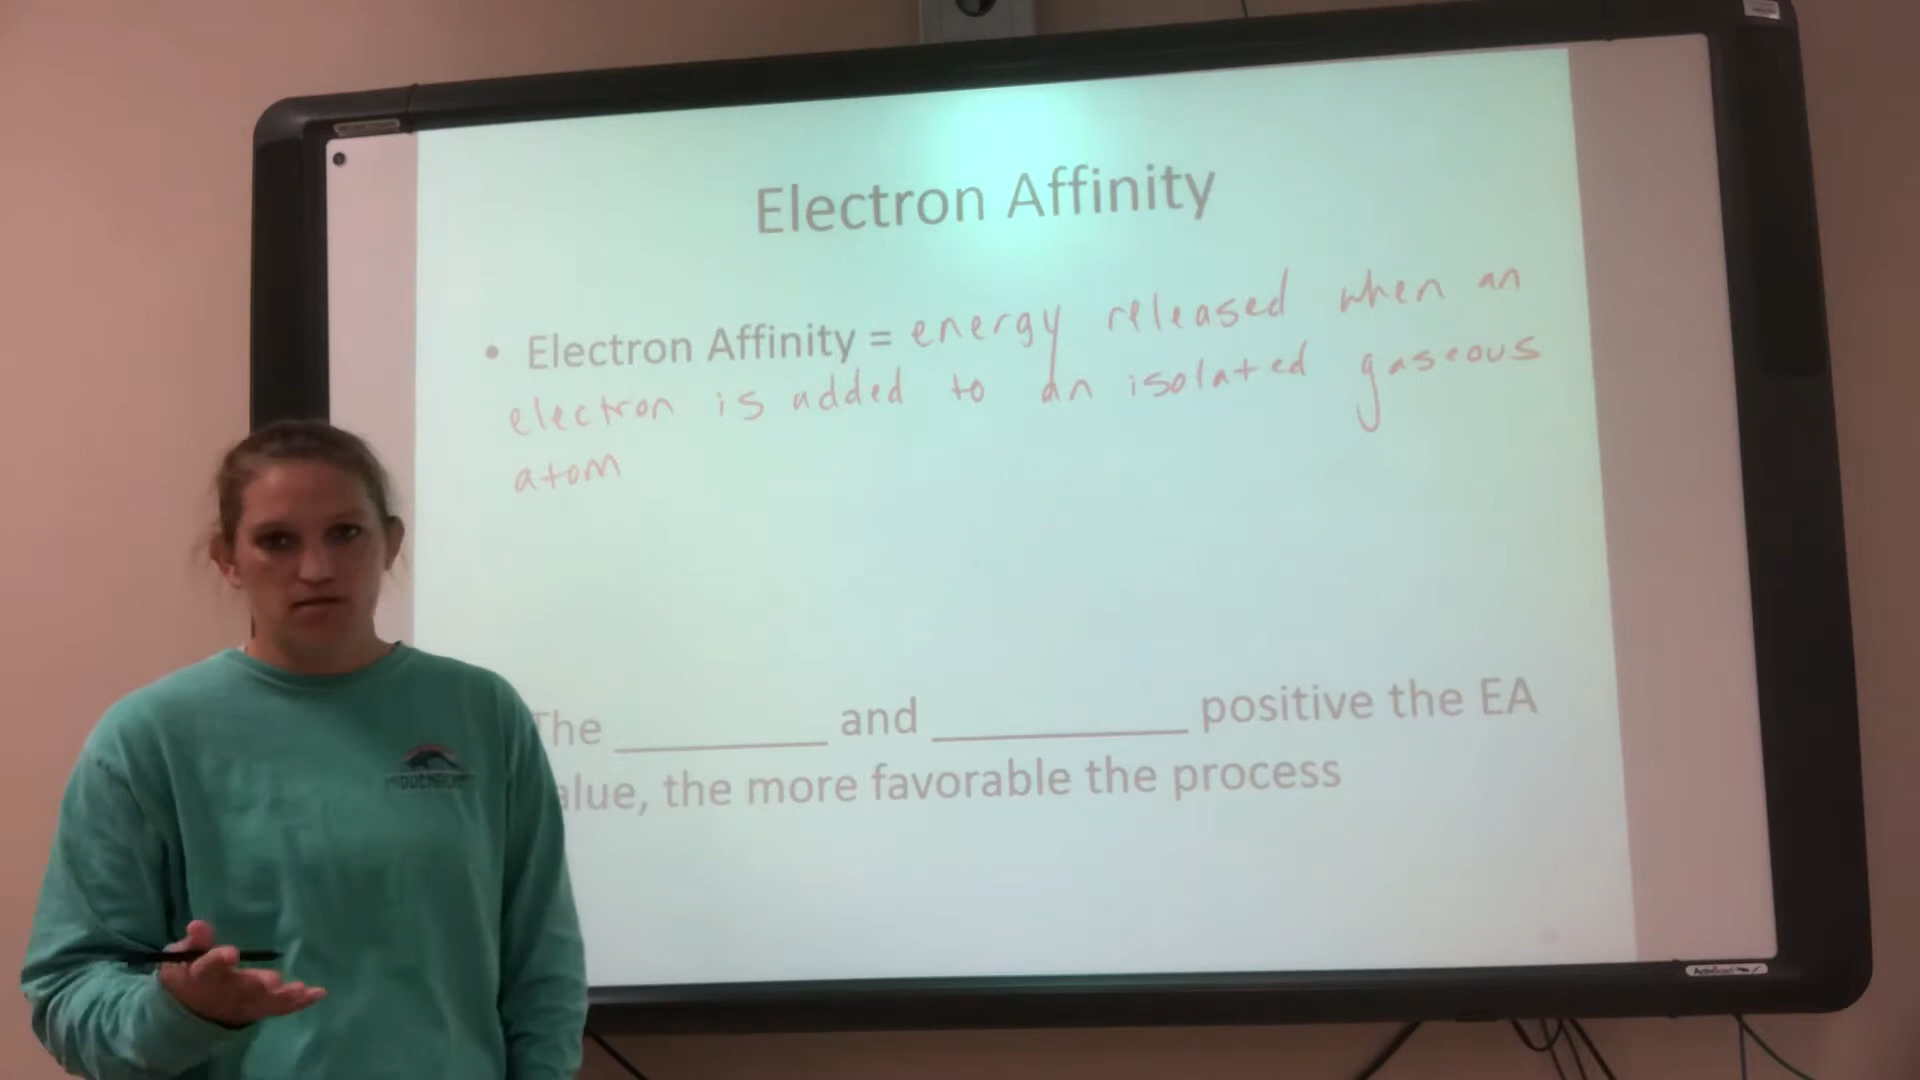 Electron Affinity
• Electron Affinity = energy released when an
electron is added to an isolated gaseous
atom
The ________ and __________ positive the EA
alue, the more favorable the process